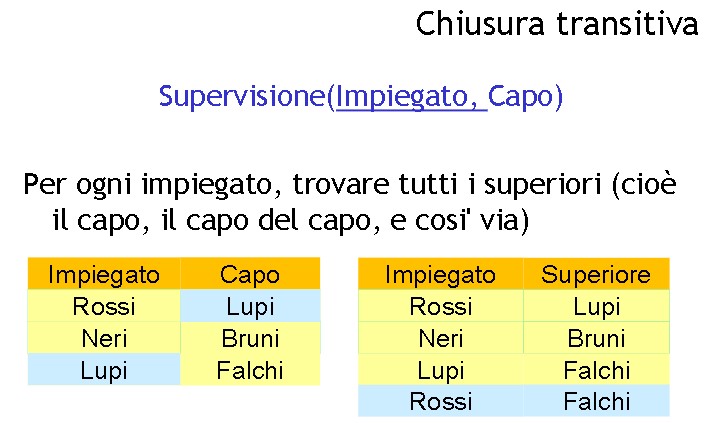 Chiusura transitiva
Supervisione(Impiegato, Capo)
Per ogni impiegato, trovare tutti i superiori (cioè
il capo, il capo del capo, e cosi' via)
Impiegato Capo
Rossi Lupi
Neri Bruni
Lupi Falchi
Impiegato Superiore
Rossi Lupi
Neri Bruni
Lupi Falchi
Rossi Falchi